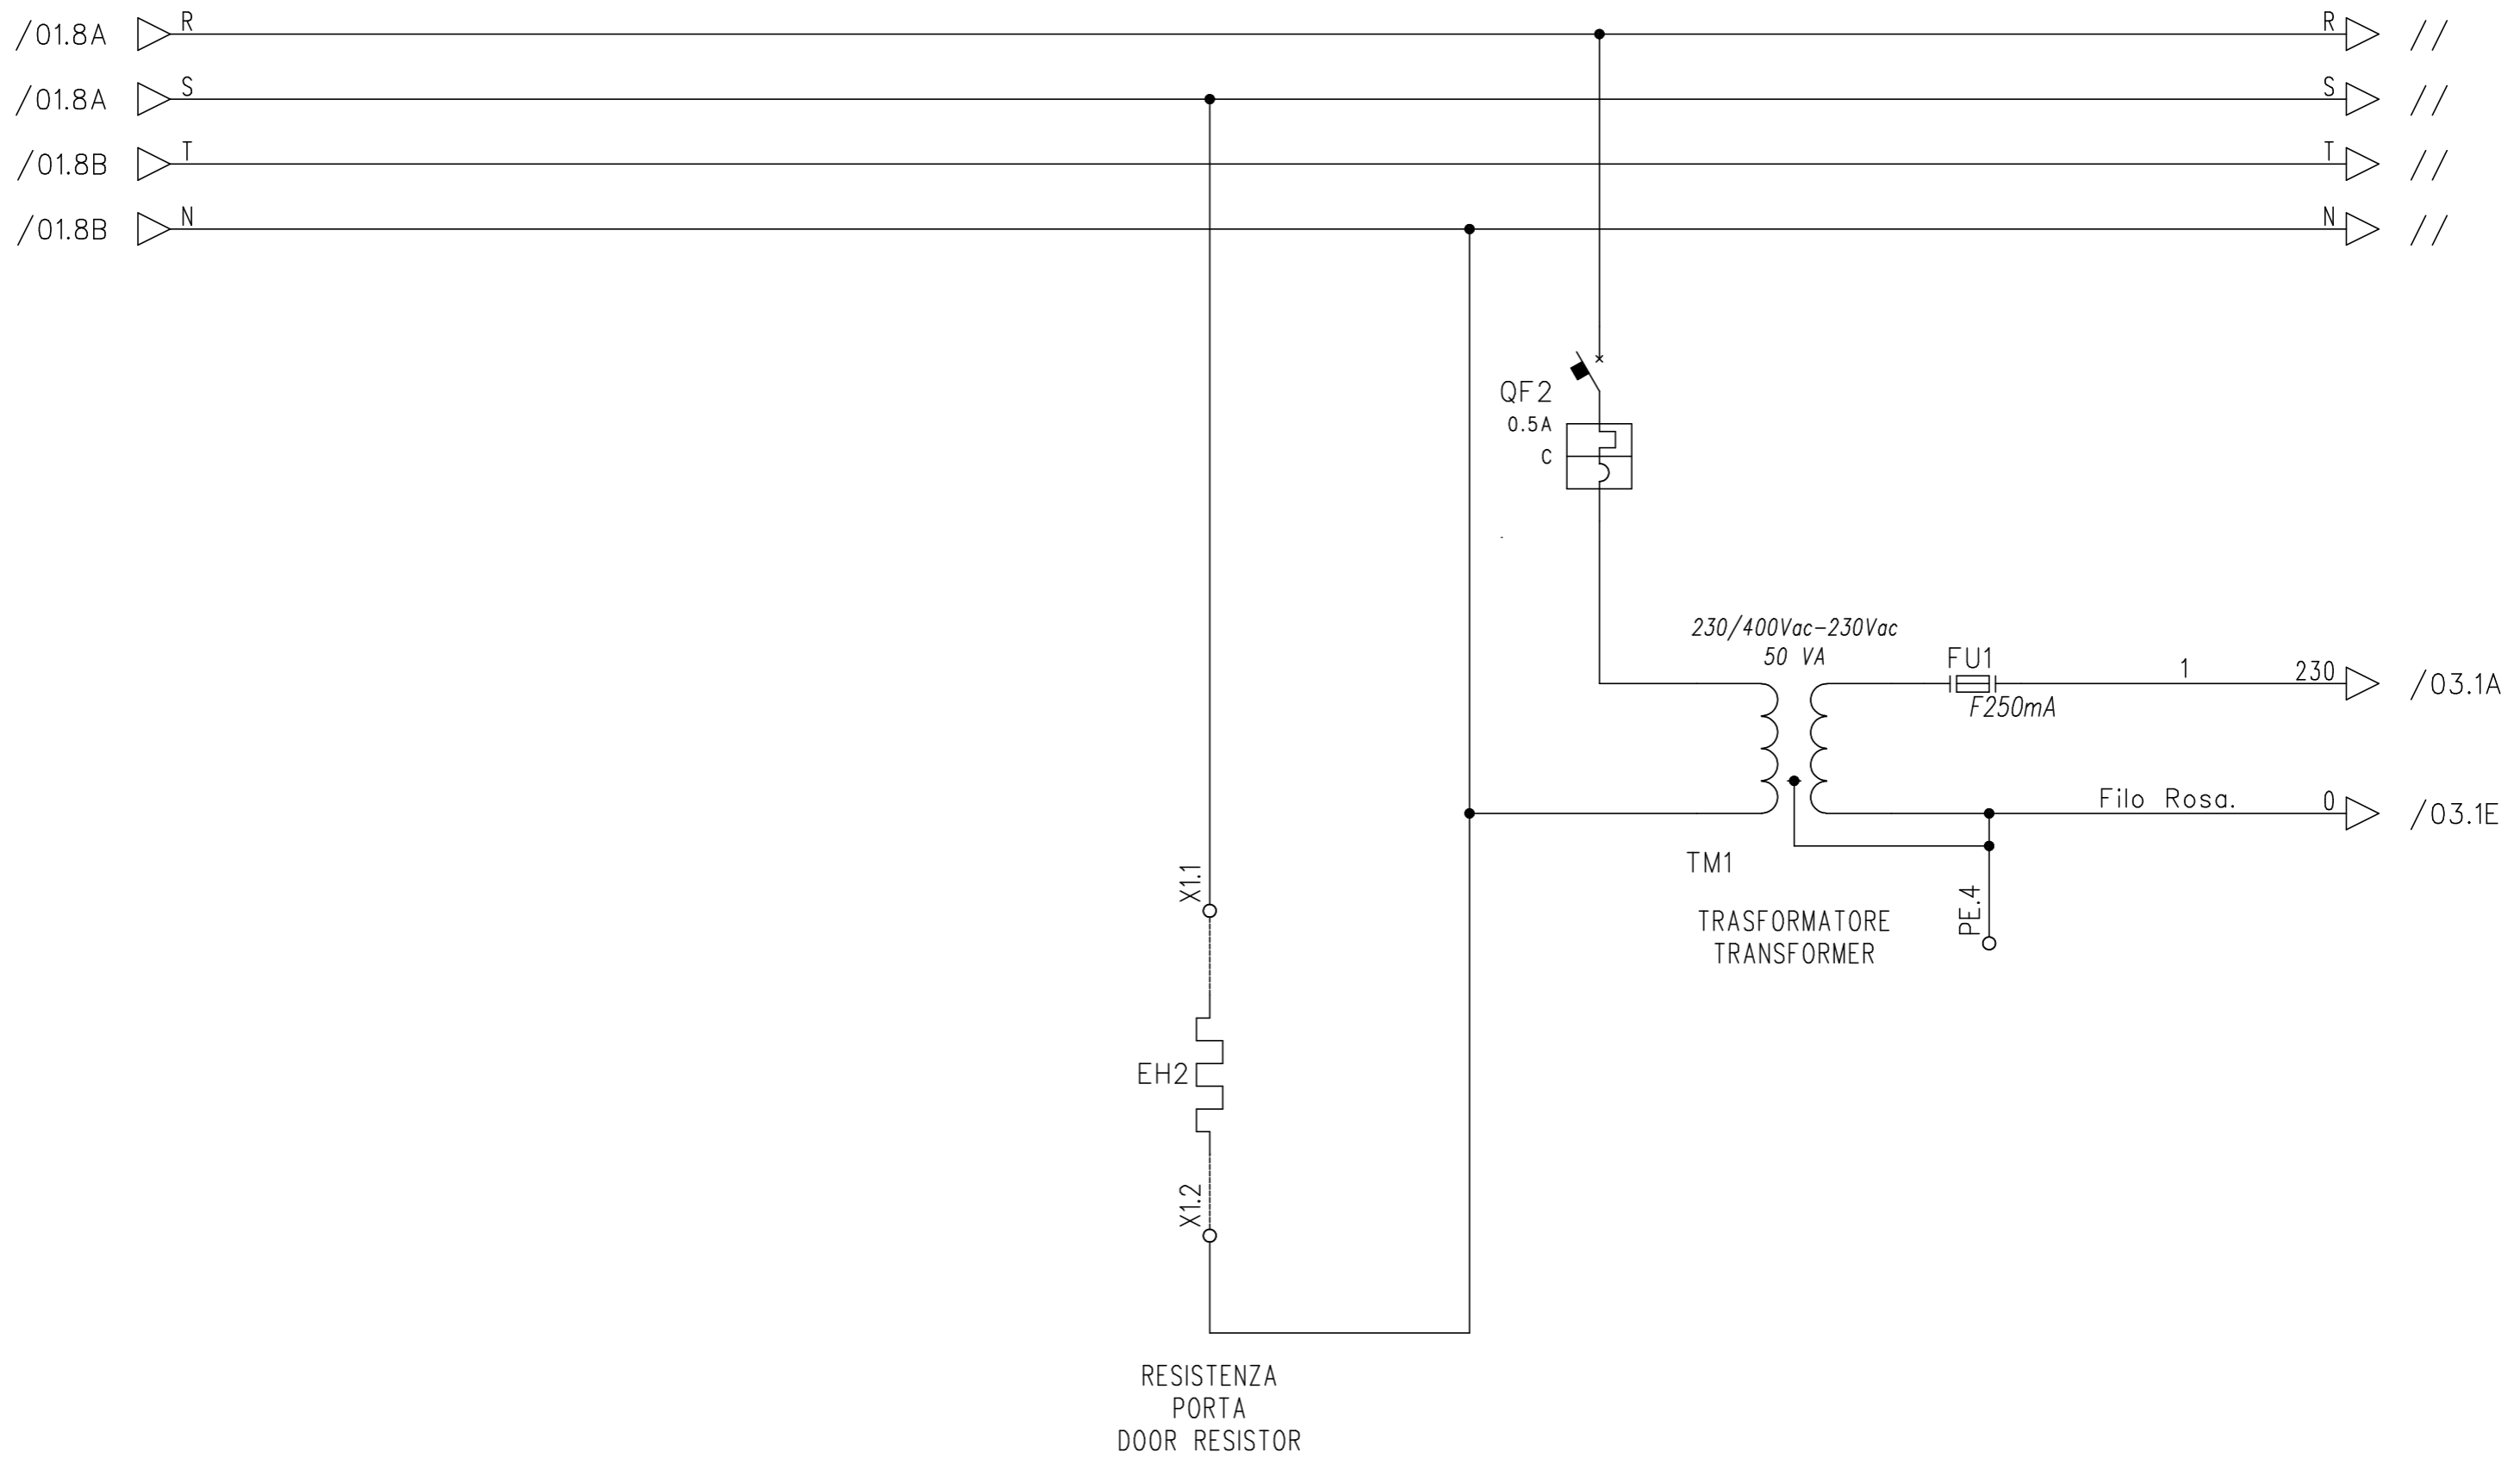 /01.8A R R //
/01.8A S S //
/01.8B T T //
/01.8B N N //
QF2
0.5A
C
230/400Vac-230Vac
50 VA
FU1
1
230
/03.1A
F250mA
Filo Rosa.
0
/03.1E
TM1
X1.1
PE.4
TRASFORMATORE
TRANSFORMER
EH2
X1.2
RESISTENZA
PORTA
DOOR RESISTOR